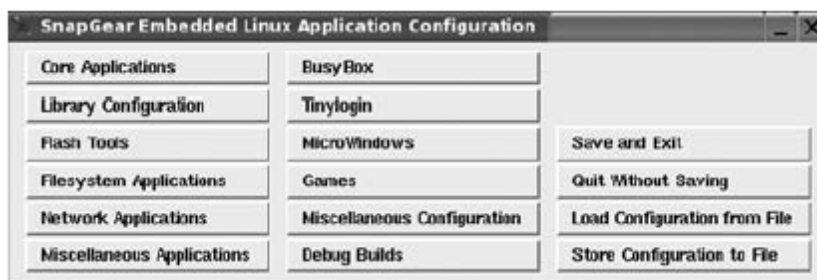 SnapGear Embedded Linux Application Configuration
Core Applications
BusyBox
Library Configuration
Tinylogin
Flash Tools
MicroWindows
Save and Exit
Filesystem Applications
Games
Quit Without Saving
Network Applications
Miscellaneous Configuration
Load Configuration from File
Miscellaneous Applications
Debug Builds
Store Configuration to File